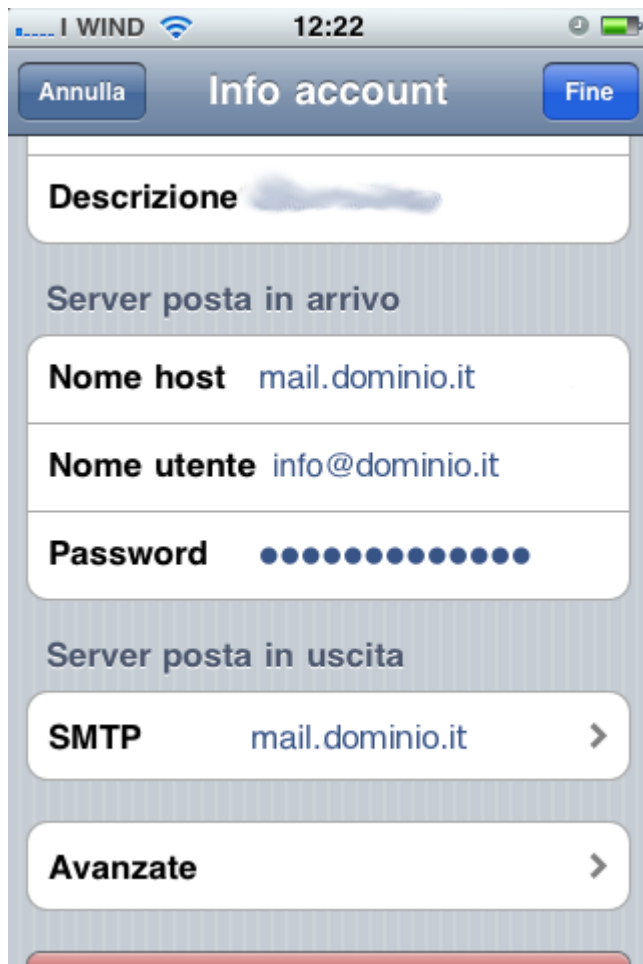 I WIND 12:22
Annulla Info account Fine
Descrizione
Server posta in arrivo
Nome host mail.dominio.it
Nome utente info@dominio.it
Password ●●●●●●●●●●●●●
Server posta in uscita
SMTP mail.dominio.it
Avanzate